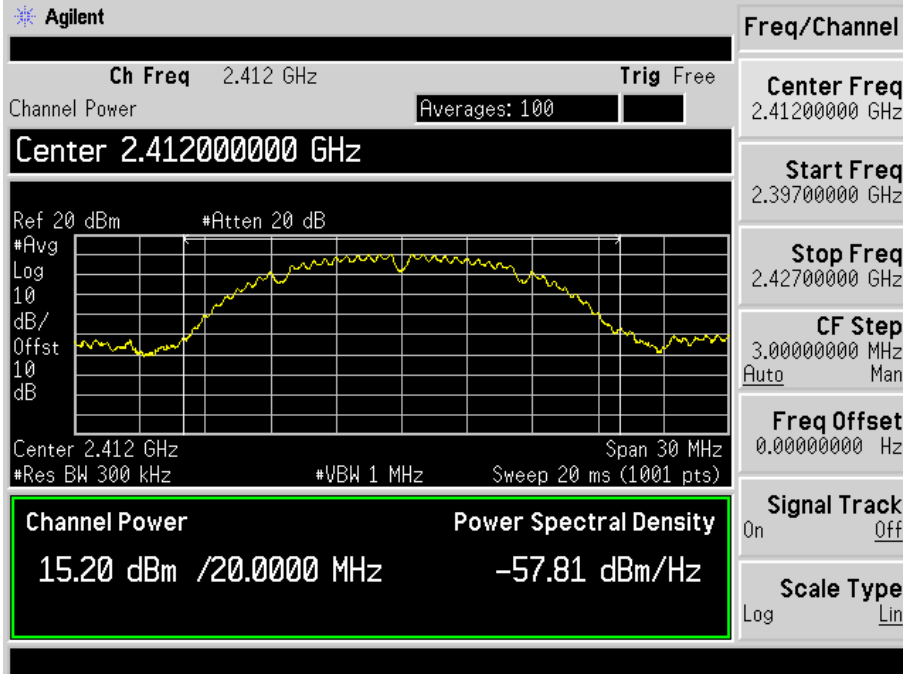 Agilent
Freq/Channel
Ch Freq 2.412 GHz Trig Free
Channel Power Averages: 100
Center 2.412000000 GHz
Ref 20 dBm #Atten 20 dB
#Avg
Log
10
dB/
Offst
10
dB
Center 2.412 GHz Span 30 MHz
#Res BW 300 kHz #VBW 1 MHz Sweep 20 ms (1001 pts)
Channel Power Power Spectral Density
15.20 dBm /20.0000 MHz -57.81 dBm/Hz
Center Freq
2.41200000 GHz
Start Freq
2.39700000 GHz
Stop Freq
2.42700000 GHz
CF Step
3.00000000 MHz
Auto Man
Freq Offset
0.00000000 Hz
Signal Track
On Off
Scale Type
Log Lin